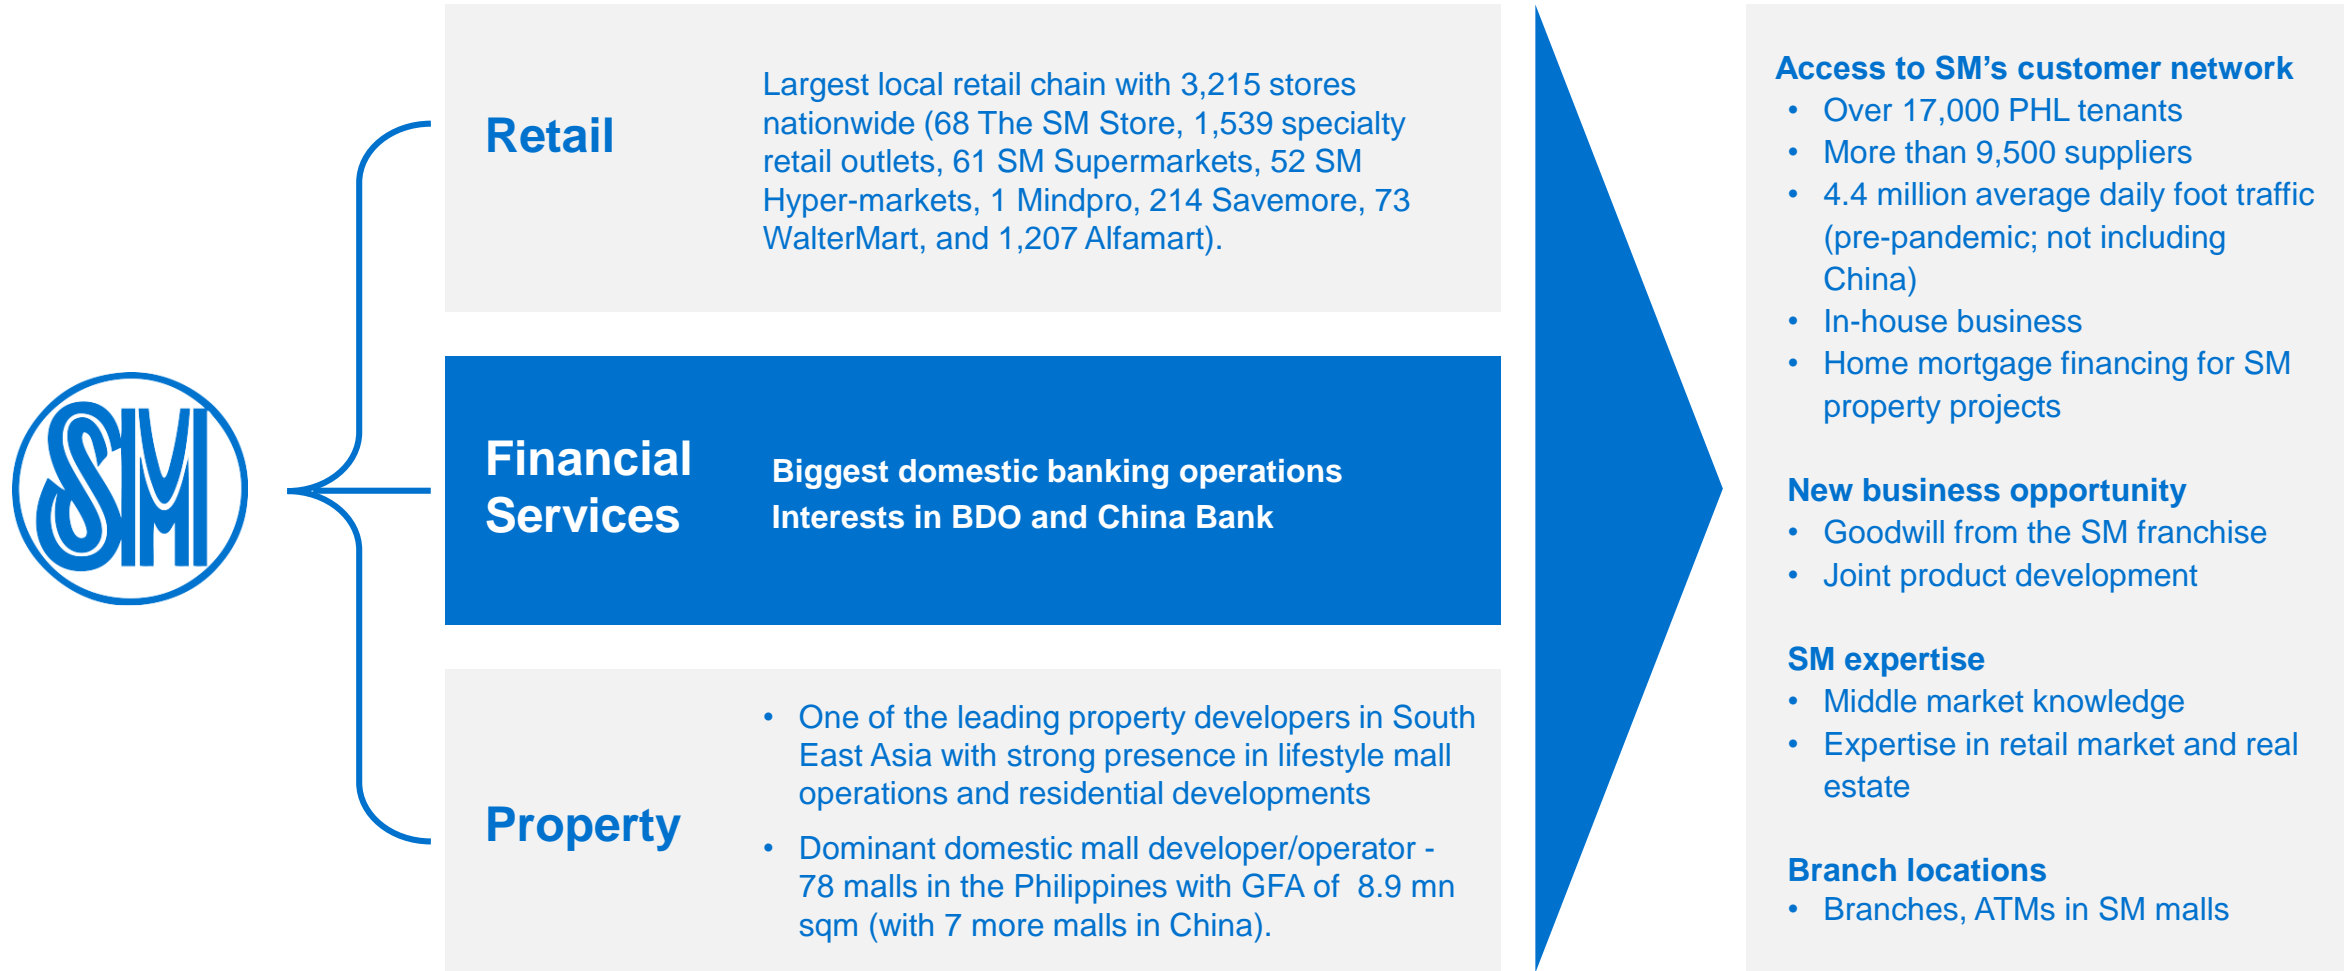 SM
Retail
Largest local retail chain with 3,215 stores
nationwide (68 The SM Store, 1,539 specialty
retail outlets, 61 SM Supermarkets, 52 SM
Hyper-markets, 1 Mindpro, 214 Savemore, 73
WalterMart, and 1,207 Alfamart).
Financial
Services
Biggest domestic banking operations
Interests in BDO and China Bank
Property
• One of the leading property developers in South
East Asia with strong presence in lifestyle mall
operations and residential developments
• Dominant domestic mall developer/operator -
78 malls in the Philippines with GFA of  8.9 mn
sqm (with 7 more malls in China).
Access to SM’s customer network
• Over 17,000 PHL tenants
• More than 9,500 suppliers
• 4.4 million average daily foot traffic
(pre-pandemic; not including
China)
• In-house business
• Home mortgage financing for SM
property projects
New business opportunity
• Goodwill from the SM franchise
• Joint product development
SM expertise
• Middle market knowledge
• Expertise in retail market and real
estate
Branch locations
• Branches, ATMs in SM malls